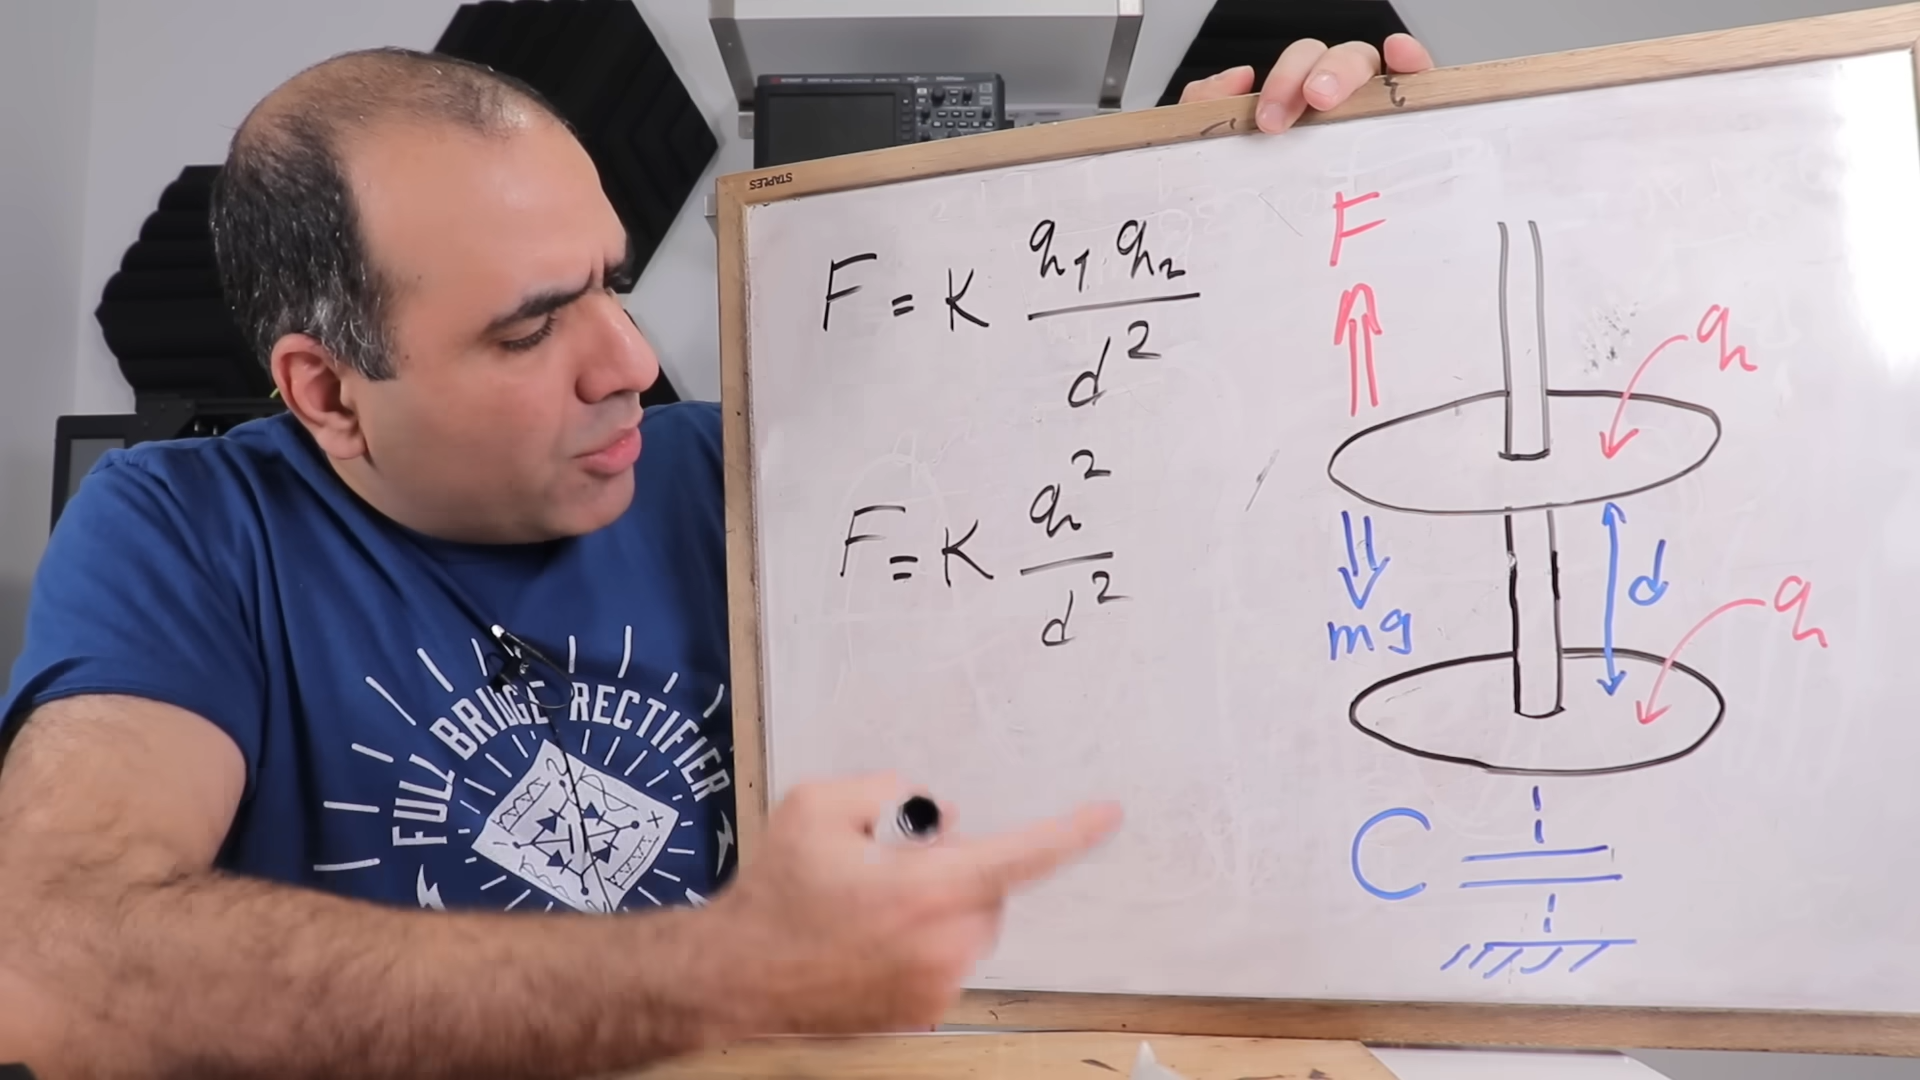 STAPLES
F = K q1 q2 / d²
F = K q² / d²
F
q
d
mg
q
C
FULL BRIDGE RECTIFIER